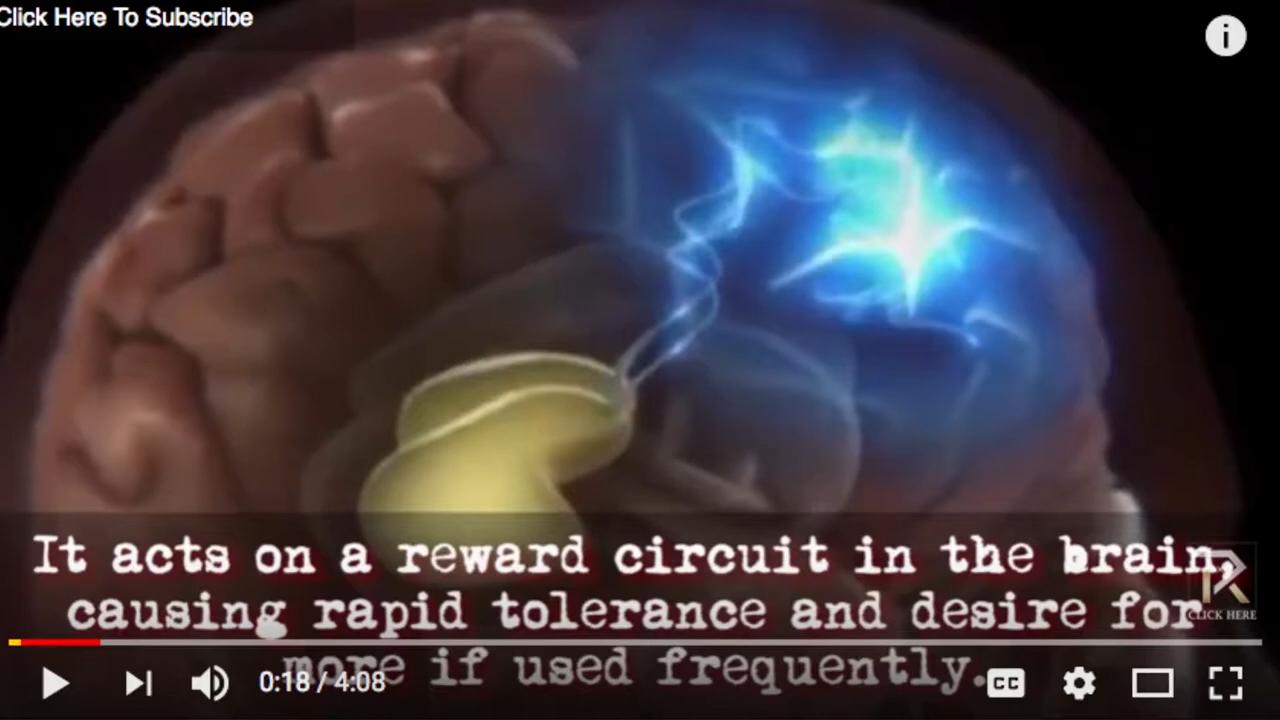 Click Here To Subscribe
i
It acts on a reward circuit in the brain,
causing rapid tolerance and desire for
R
CLICK HERE
more if used frequently.
0:18 / 4:08
CC